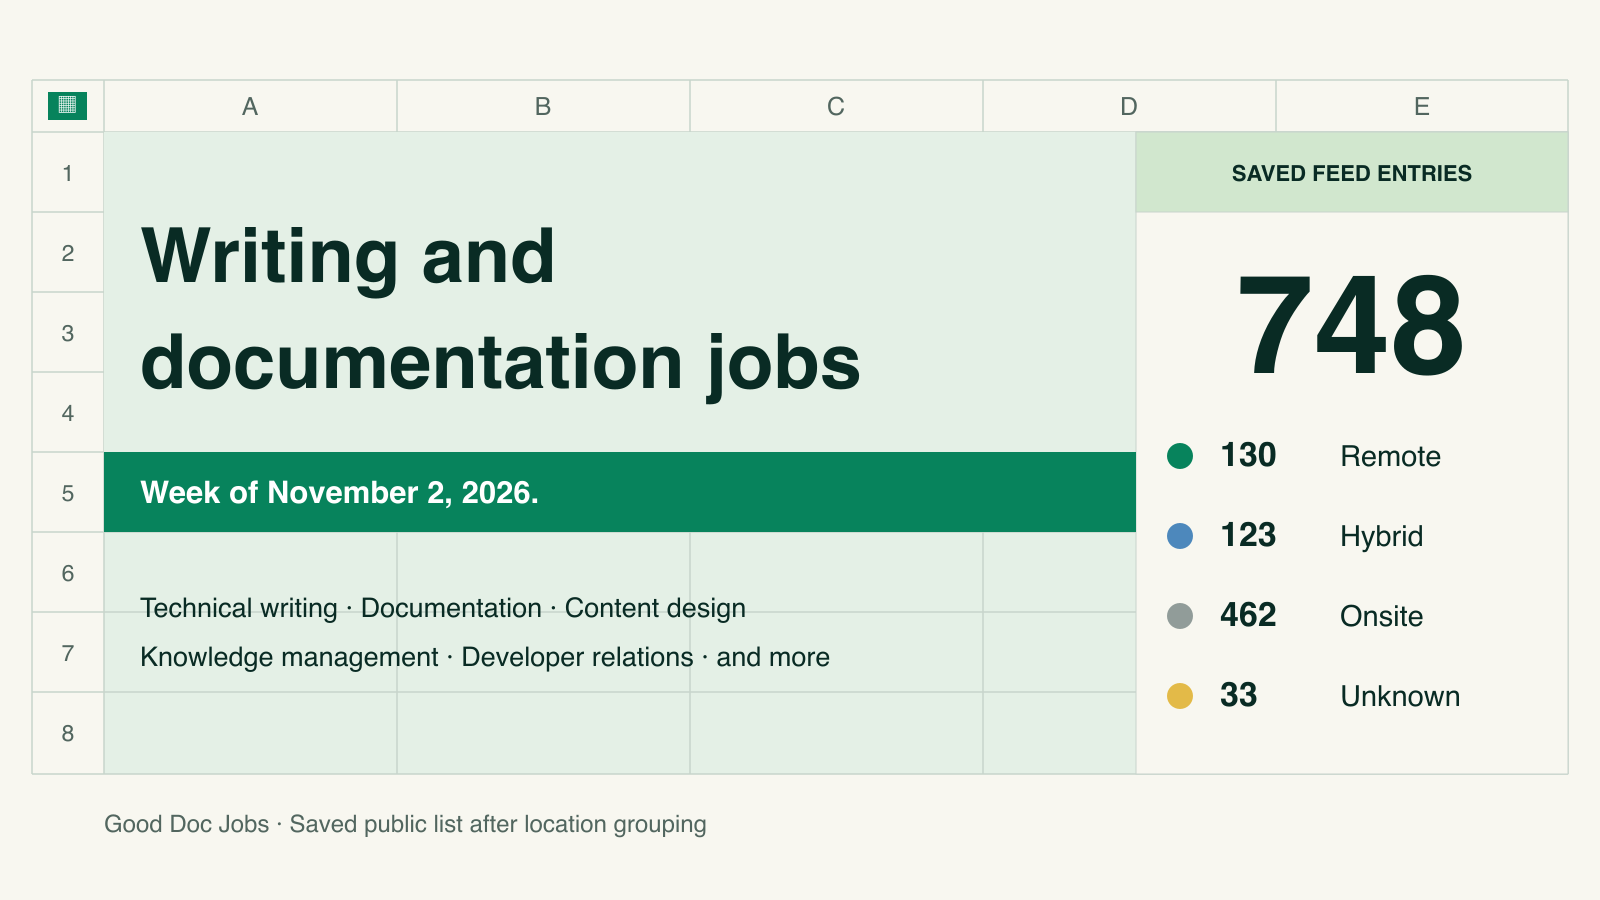 A B C D E
1
SAVED FEED ENTRIES
2
Writing and
3
documentation jobs
4
748
130 Remote
5
Week of November 2, 2026.
123 Hybrid
6
Technical writing · Documentation · Content design
462 Onsite
7
Knowledge management · Developer relations · and more
33 Unknown
8
Good Doc Jobs · Saved public list after location grouping